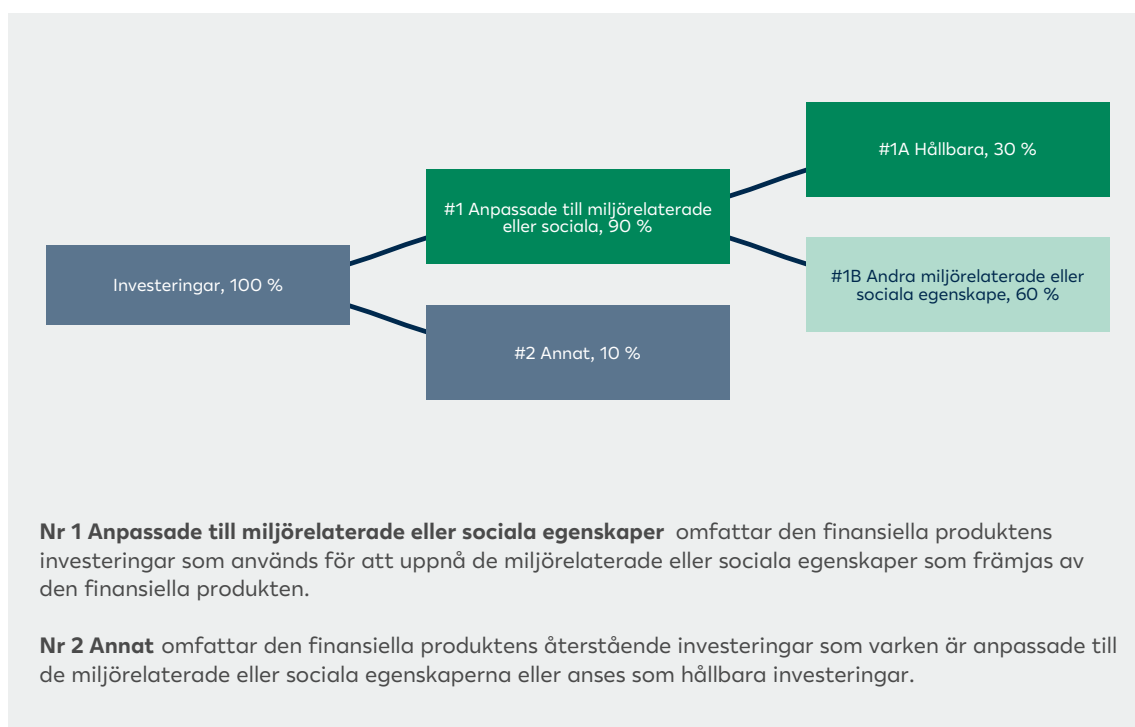 #1A Hållbara, 30 %
#1 Anpassade till miljörelaterade
eller sociala, 90 %
#1B Andra miljörelaterade eller
sociala egenskape, 60 %
Investeringar, 100 %
#2 Annat, 10 %
Nr 1 Anpassade till miljörelaterade eller sociala egenskaper omfattar den finansiella produktens
investeringar som används för att uppnå de miljörelaterade eller sociala egenskaper som främjas av
den finansiella produkten.
Nr 2 Annat omfattar den finansiella produktens återstående investeringar som varken är anpassade till
de miljörelaterade eller sociala egenskaperna eller anses som hållbara investeringar.